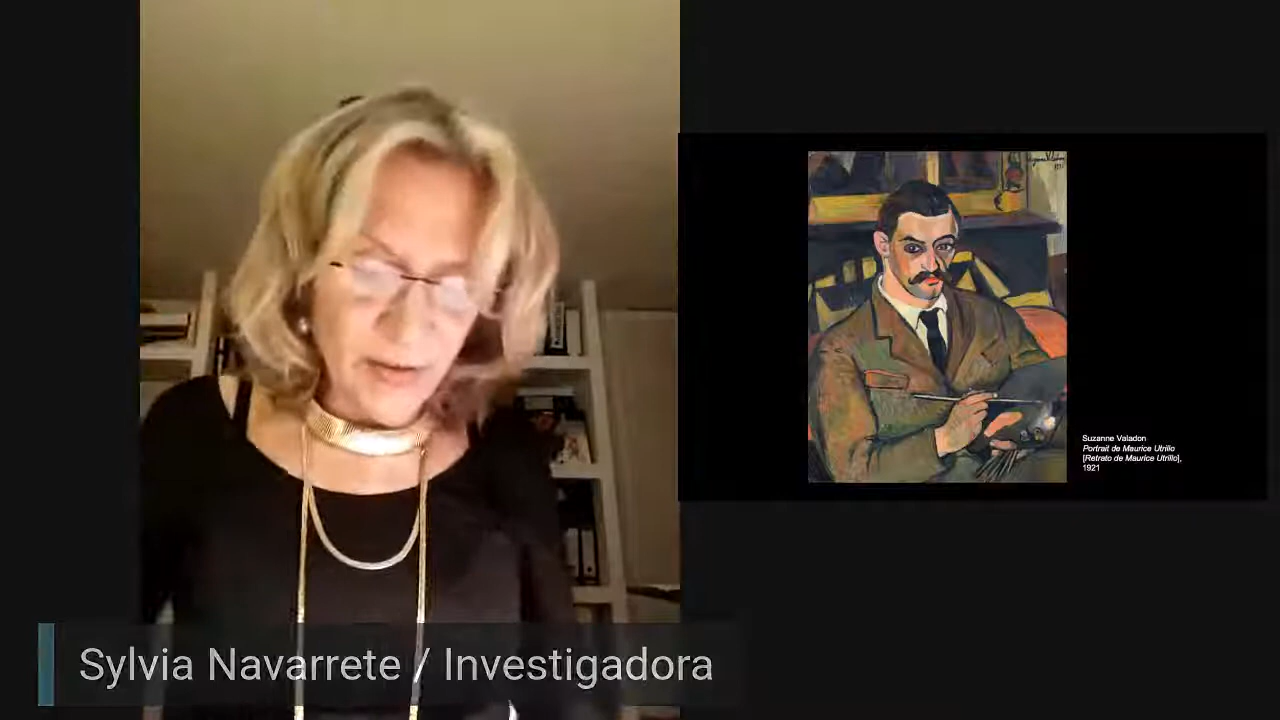 Suzanne Valadon
Portrait de Maurice Utrillo
[Retrato de Maurice Utrillo],
1921
Sylvia Navarrete / Investigadora